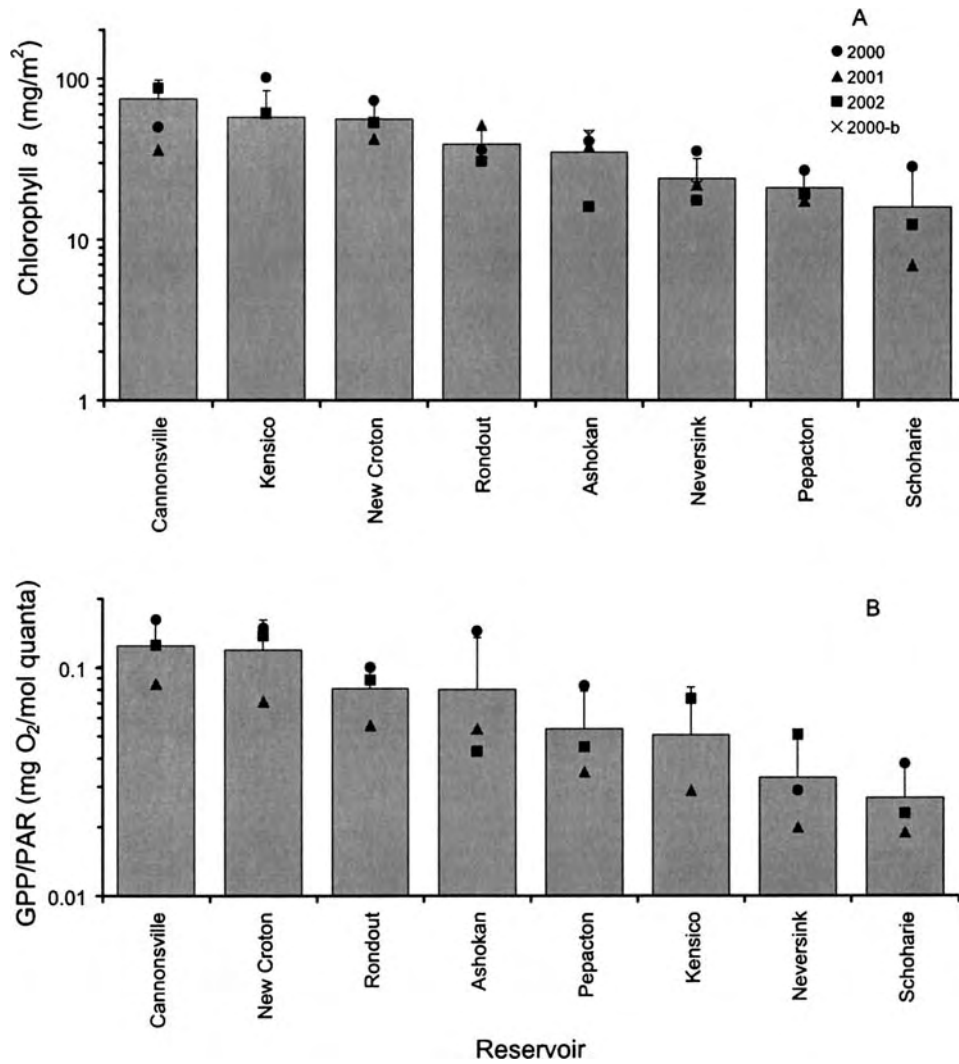 A
2000
2001
2002
2000-b
Chlorophyll a (mg/m²)
100
10
1
Cannonsville
Kensico
New Croton
Rondout
Ashokan
Neversink
Pepacton
Schoharie
B
GPP/PAR (mg O₂/mol quanta)
0.1
0.01
Cannonsville
New Croton
Rondout
Ashokan
Pepacton
Kensico
Neversink
Schoharie
Reservoir